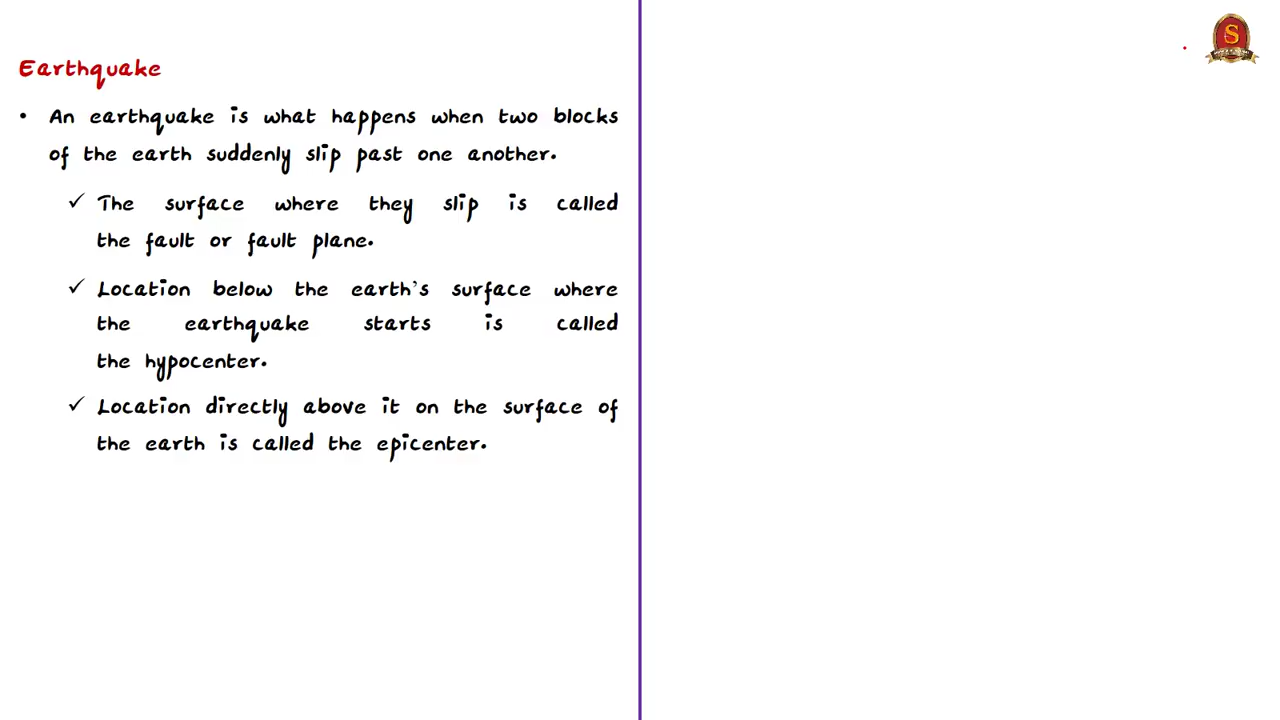 Earthquake
• An earthquake is what happens when two blocks
of the earth suddenly slip past one another.
✓ The surface where they slip is called
the fault or fault plane.
✓ Location below the earth's surface where
the earthquake starts is called
the hypocenter.
✓ Location directly above it on the surface of
the earth is called the epicenter.
S